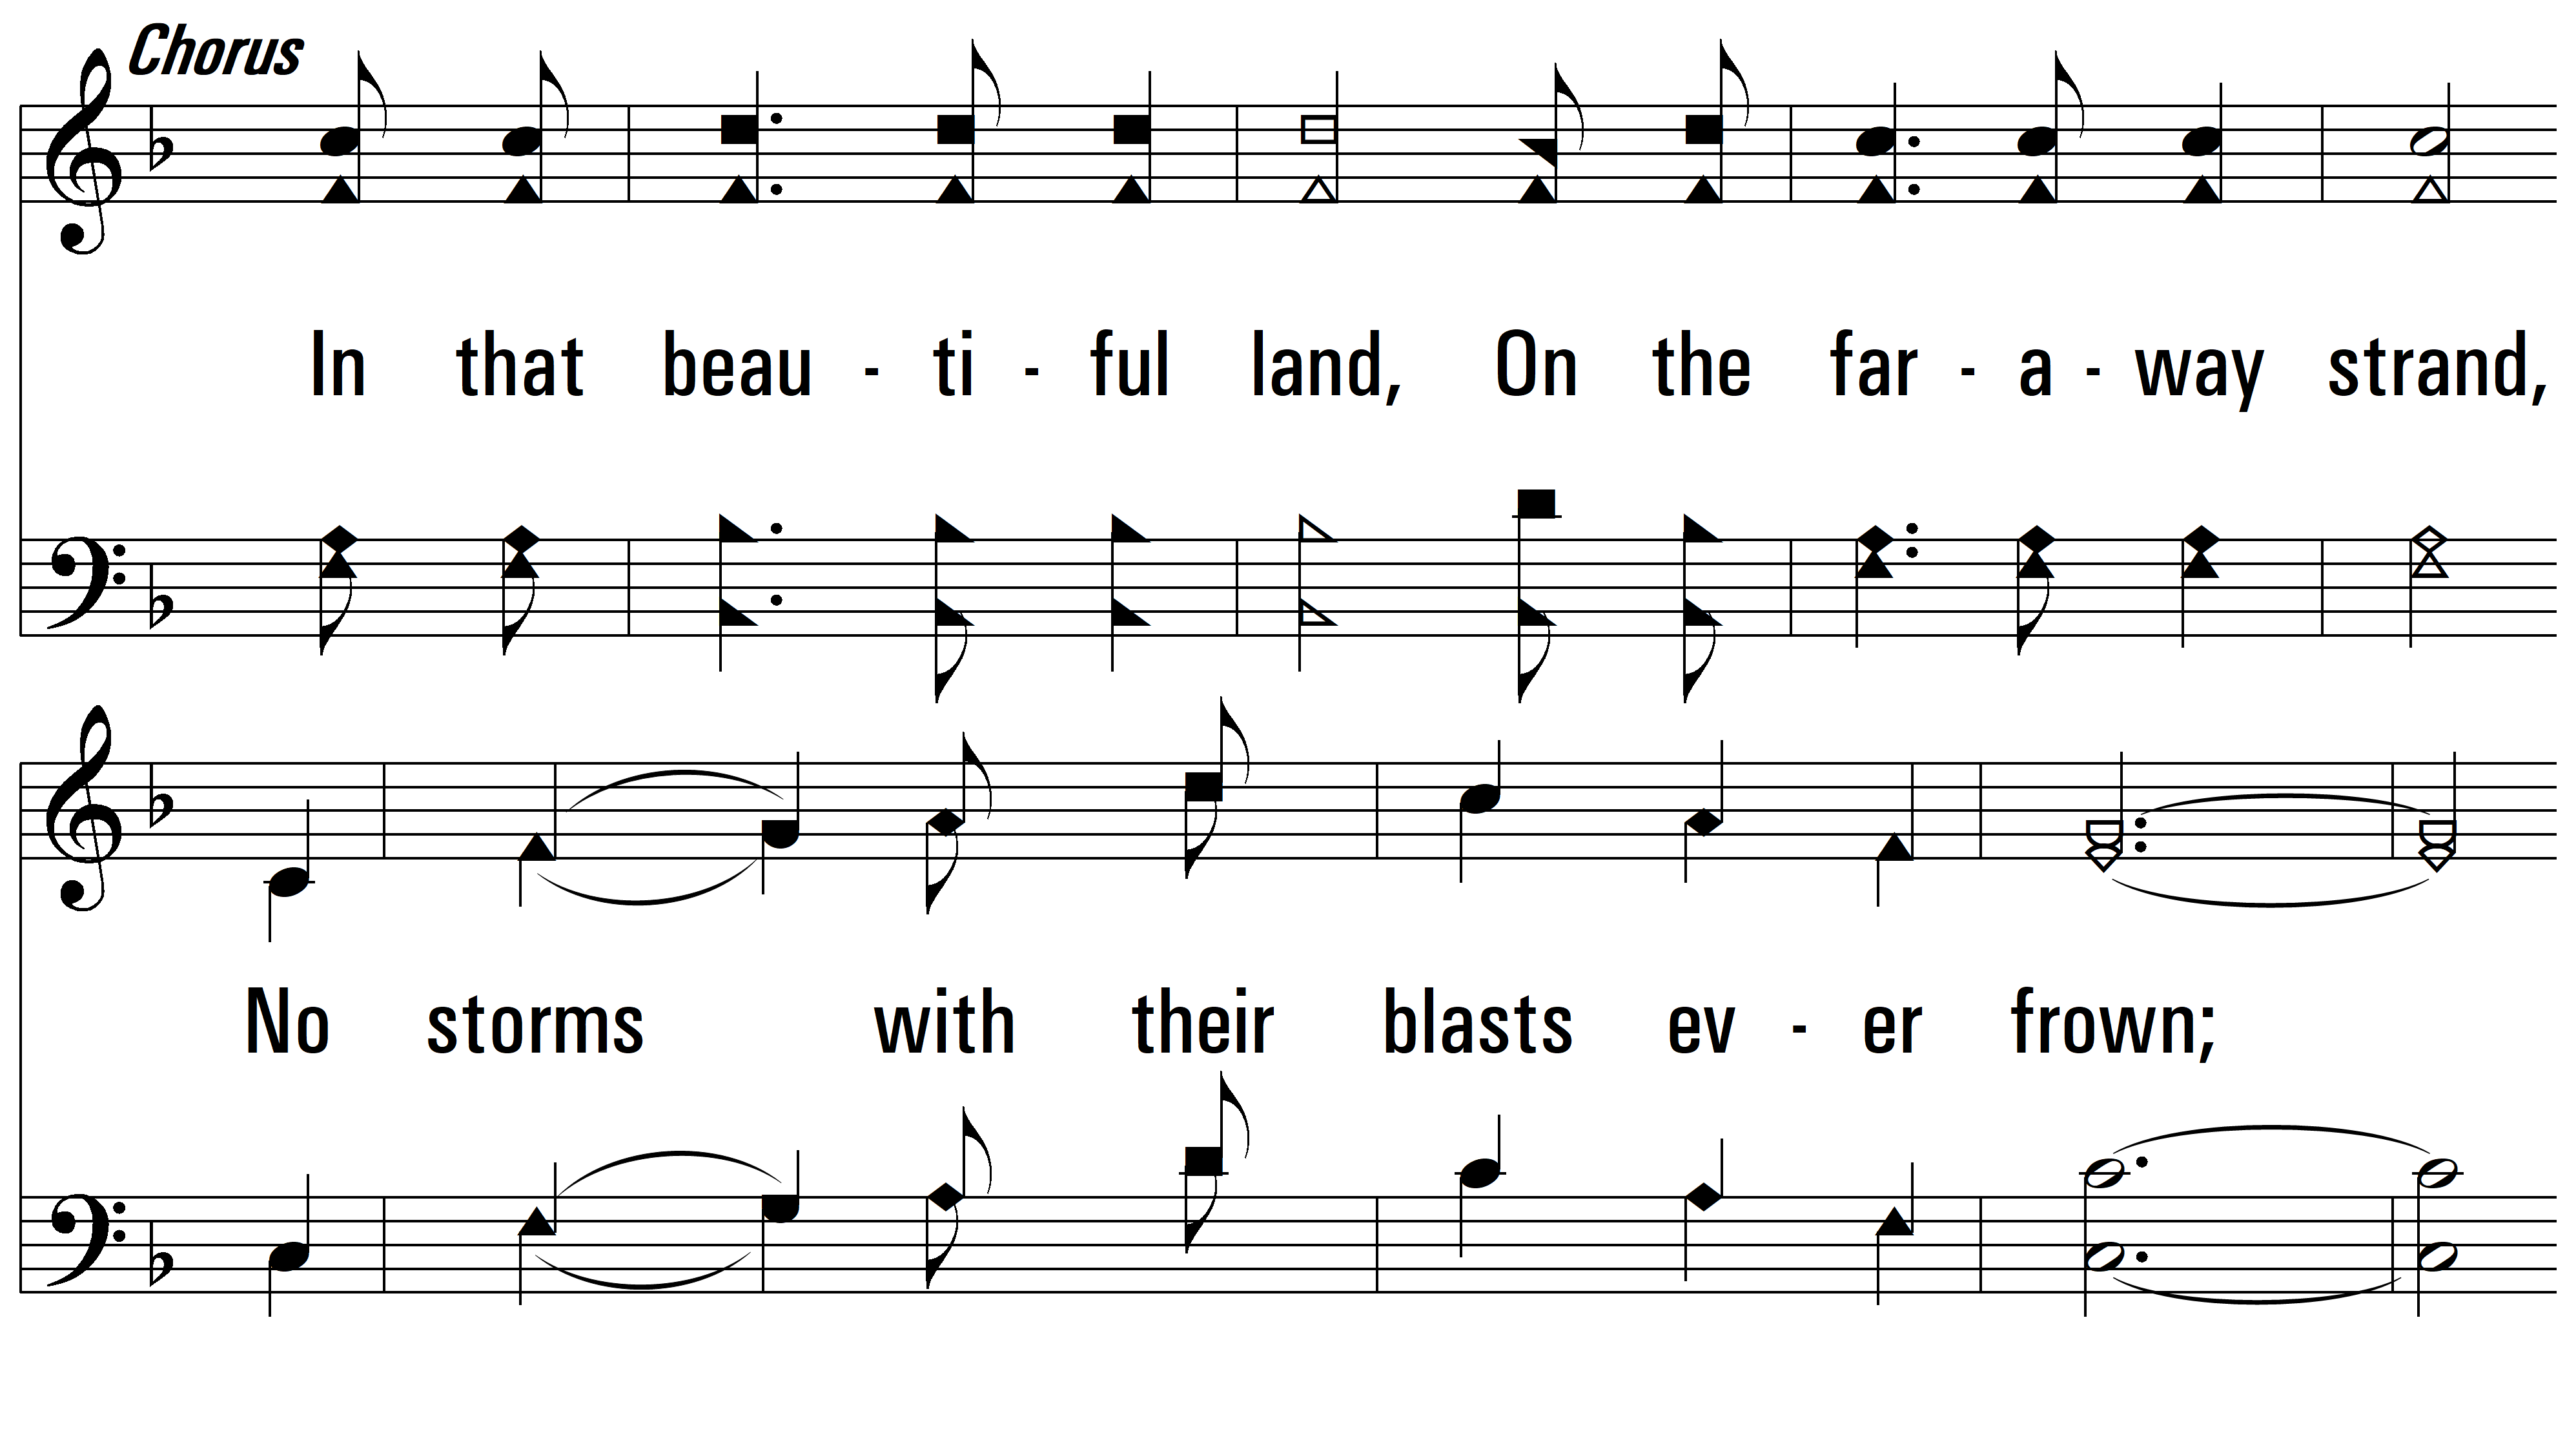 Chorus
In that beau - ti - ful land, On the far - a - way strand,
No storms with their blasts ev - er frown;